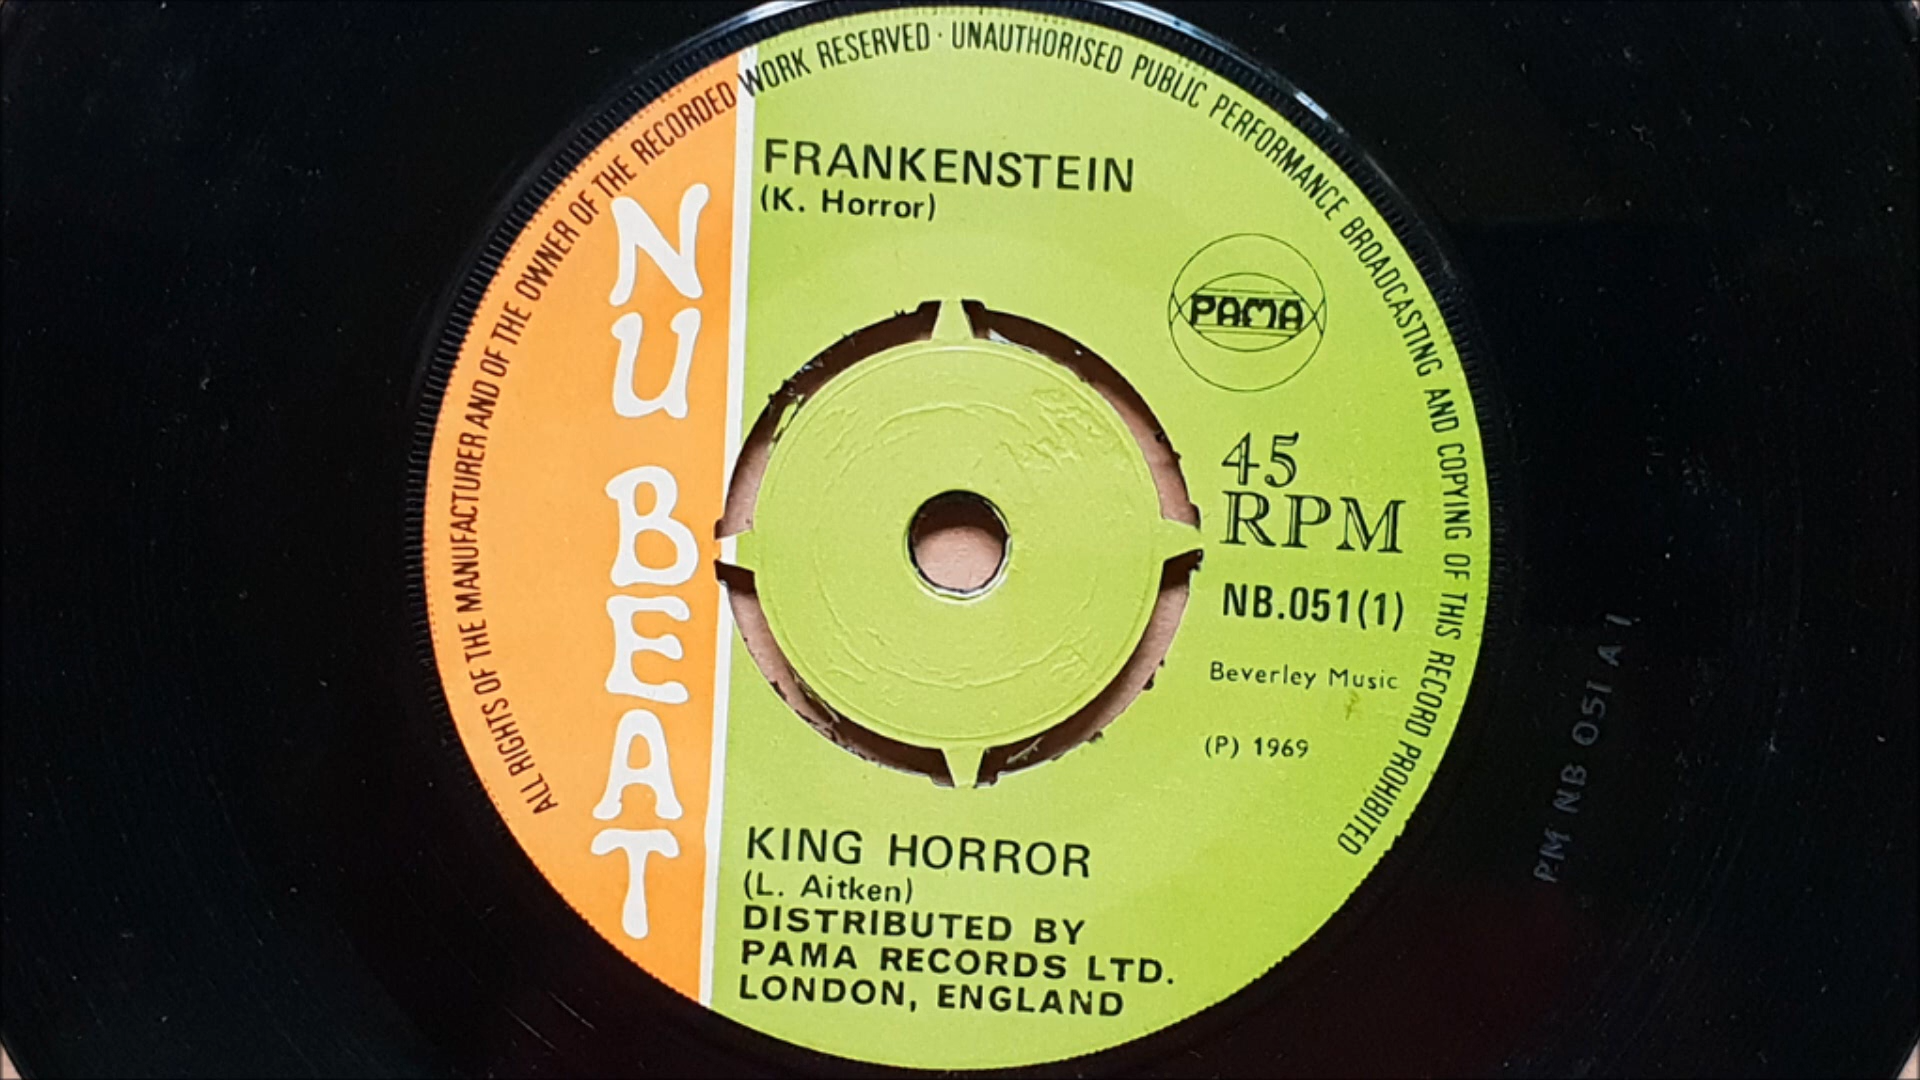 ALL RIGHTS OF THE MANUFACTURER AND OF THE OWNER OF THE RECORDED WORK RESERVED · UNAUTHORISED PUBLIC PERFORMANCE BROADCASTING AND COPYING OF THIS RECORD PROHIBITED
NU BEAT
FRANKENSTEIN
(K. Horror)
PAMA
45
RPM
NB.051(1)
Beverley Music
(P) 1969
KING HORROR
(L. Aitken)
DISTRIBUTED BY
PAMA RECORDS LTD.
LONDON, ENGLAND
PM NB 051 A 1